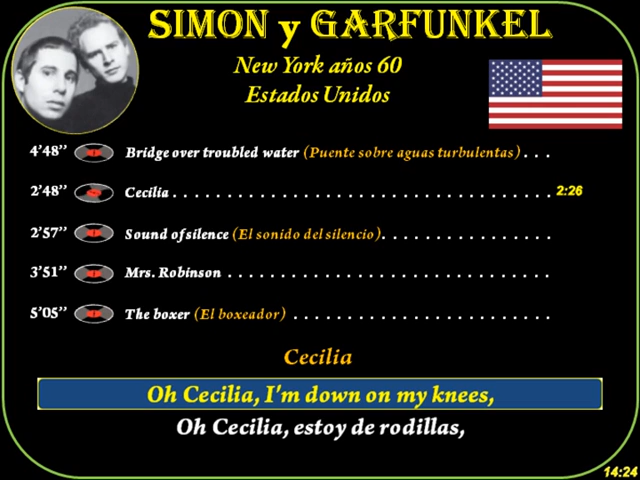 SIMON y GARFUNKEL
New York años 60
Estados Unidos
4’48’’ Bridge over troubled water (Puente sobre aguas turbulentas) . . .
2’48’’ Cecilia . . . . . . . . . . . . . . . . . . . . . . . . . . . . . . . . . . . 2:26
2’57’’ Sound of silence (El sonido del silencio). . . . . . . . . . . . . . . .
3’51’’ Mrs. Robinson . . . . . . . . . . . . . . . . . . . . . . . . . . . . . .
5’05’’ The boxer (El boxeador) . . . . . . . . . . . . . . . . . . . . . . . .
Cecilia
Oh Cecilia, I'm down on my knees,
Oh Cecilia, estoy de rodillas,
14:24